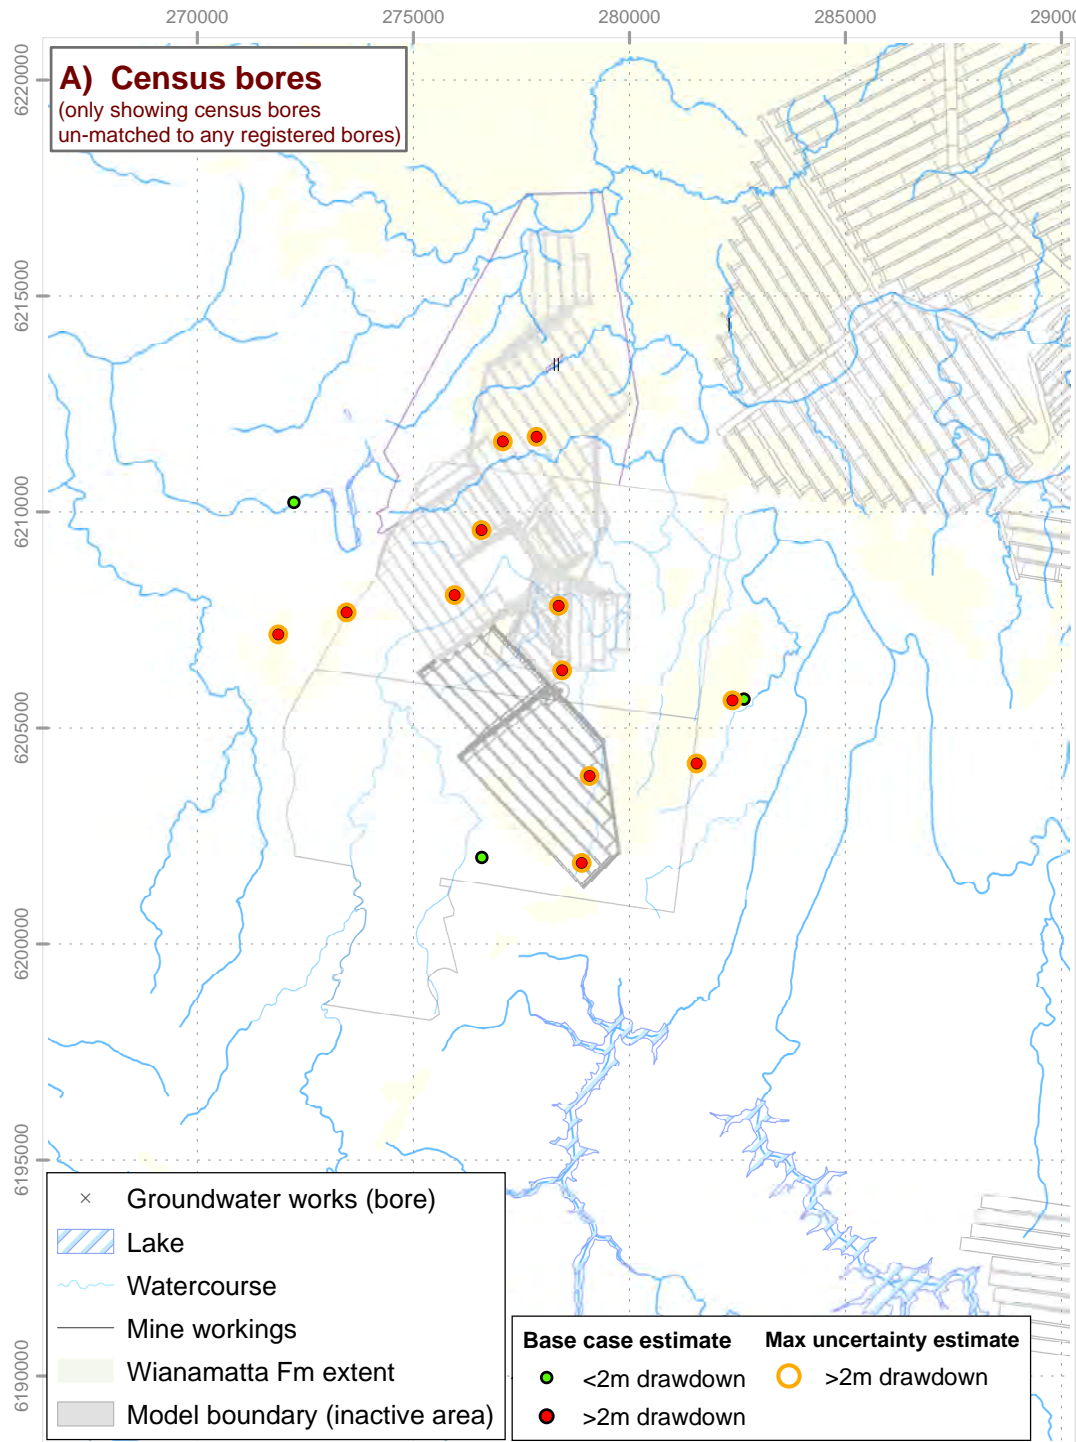 270000 275000 280000 285000 29000
A) Census bores
(only showing census bores
un-matched to any registered bores)
6220000
6215000
6210000
6205000
6200000
6195000
6190000
Groundwater works (bore)
Lake
Watercourse
Mine workings
Wianamatta Fm extent
Model boundary (inactive area)
Base case estimate Max uncertainty estimate
<2m drawdown >2m drawdown
>2m drawdown